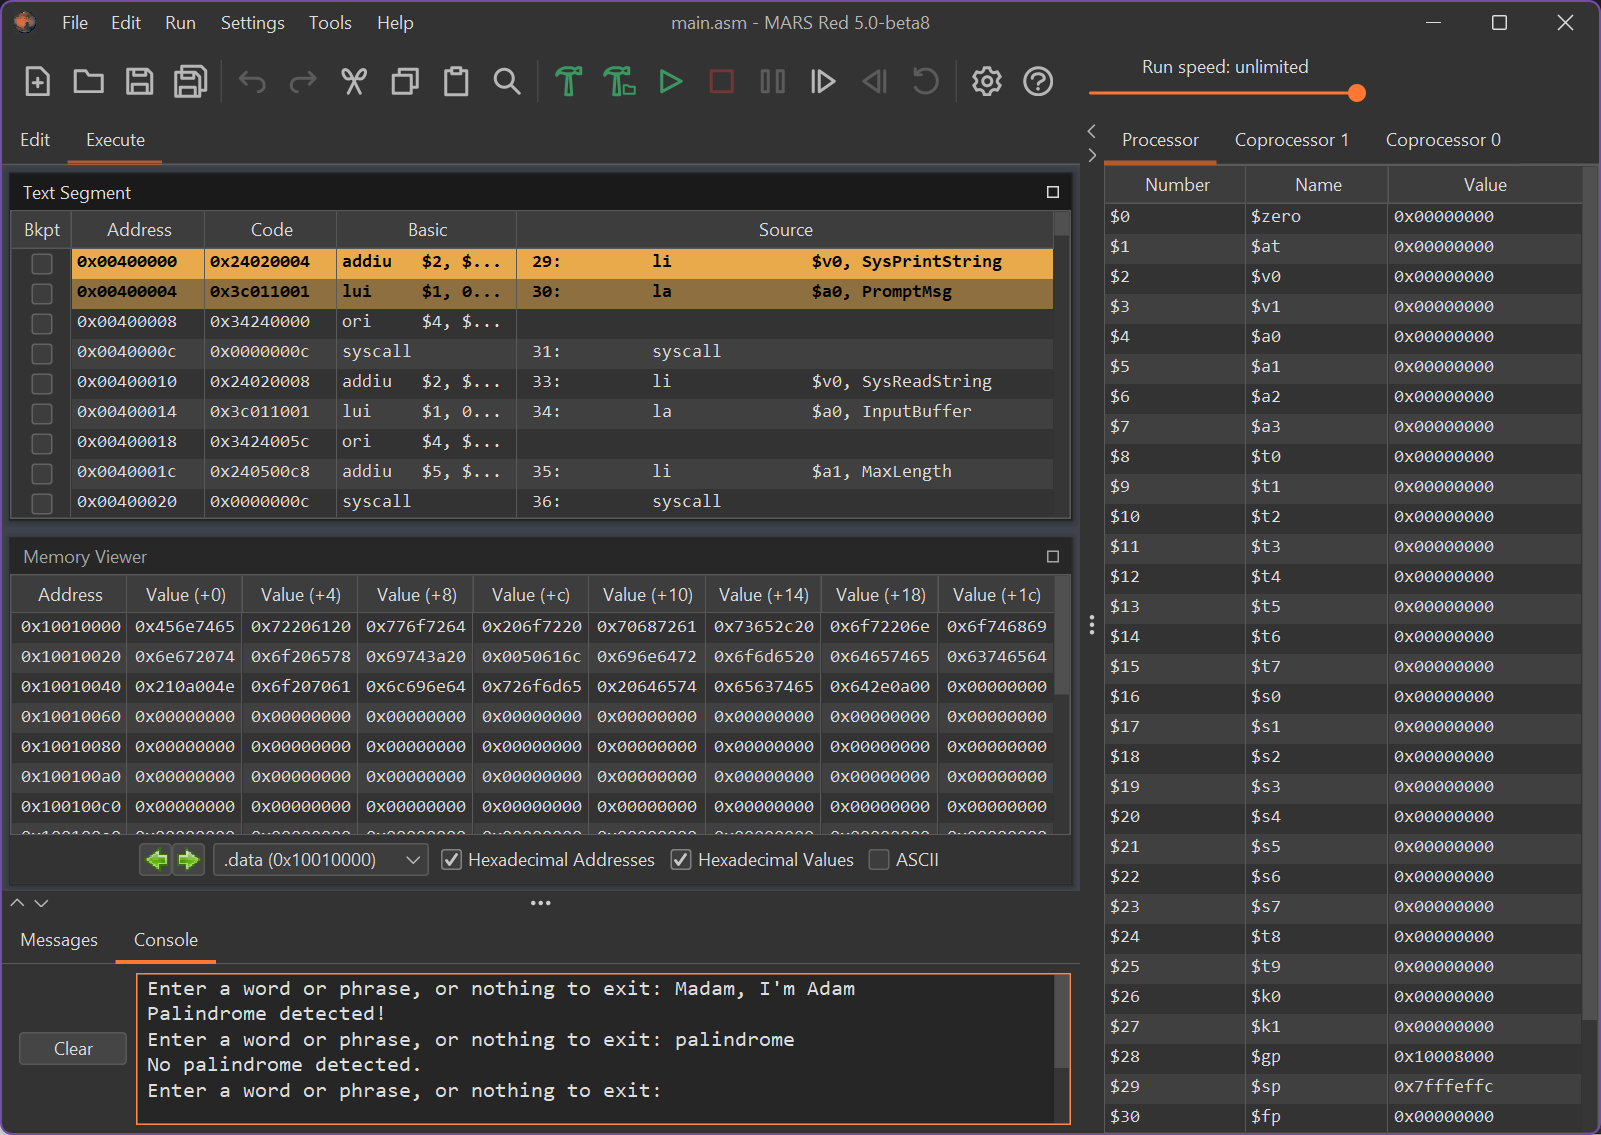 File Edit Run Settings Tools Help main.asm - MARS Red 5.0-beta8
Run speed: unlimited
Edit Execute
Text Segment
Bkpt Address Code Basic Source
0x00400000 0x24020004 addiu $2, $... 29: li $v0, SysPrintString
0x00400004 0x3c011001 lui $1, 0... 30: la $a0, PromptMsg
0x00400008 0x34240000 ori $4, $...
0x0040000c 0x0000000c syscall 31: syscall
0x00400010 0x24020008 addiu $2, $... 33: li $v0, SysReadString
0x00400014 0x3c011001 lui $1, 0... 34: la $a0, InputBuffer
0x00400018 0x3424005c ori $4, $...
0x0040001c 0x240500c8 addiu $5, $... 35: li $a1, MaxLength
0x00400020 0x0000000c syscall 36: syscall
Memory Viewer
Address Value (+0) Value (+4) Value (+8) Value (+c) Value (+10) Value (+14) Value (+18) Value (+1c)
0x10010000 0x456e7465 0x72206120 0x776f7264 0x206f7220 0x70687261 0x73652c20 0x6f72206e 0x6f746869
0x10010020 0x6e672074 0x6f206578 0x69743a20 0x0050616c 0x696e6472 0x6f6d6520 0x64657465 0x63746564
0x10010040 0x210a004e 0x6f207061 0x6c696e64 0x726f6d65 0x20646574 0x65637465 0x642e0a00 0x00000000
0x10010060 0x00000000 0x00000000 0x00000000 0x00000000 0x00000000 0x00000000 0x00000000 0x00000000
0x10010080 0x00000000 0x00000000 0x00000000 0x00000000 0x00000000 0x00000000 0x00000000 0x00000000
0x100100a0 0x00000000 0x00000000 0x00000000 0x00000000 0x00000000 0x00000000 0x00000000 0x00000000
0x100100c0 0x00000000 0x00000000 0x00000000 0x00000000 0x00000000 0x00000000 0x00000000 0x00000000
.data (0x10010000) Hexadecimal Addresses Hexadecimal Values ASCII
Messages Console
Clear
Enter a word or phrase, or nothing to exit: Madam, I'm Adam
Palindrome detected!
Enter a word or phrase, or nothing to exit: palindrome
No palindrome detected.
Enter a word or phrase, or nothing to exit:
Processor Coprocessor 1 Coprocessor 0
Number Name Value
$0 $zero 0x00000000
$1 $at 0x00000000
$2 $v0 0x00000000
$3 $v1 0x00000000
$4 $a0 0x00000000
$5 $a1 0x00000000
$6 $a2 0x00000000
$7 $a3 0x00000000
$8 $t0 0x00000000
$9 $t1 0x00000000
$10 $t2 0x00000000
$11 $t3 0x00000000
$12 $t4 0x00000000
$13 $t5 0x00000000
$14 $t6 0x00000000
$15 $t7 0x00000000
$16 $s0 0x00000000
$17 $s1 0x00000000
$18 $s2 0x00000000
$19 $s3 0x00000000
$20 $s4 0x00000000
$21 $s5 0x00000000
$22 $s6 0x00000000
$23 $s7 0x00000000
$24 $t8 0x00000000
$25 $t9 0x00000000
$26 $k0 0x00000000
$27 $k1 0x00000000
$28 $gp 0x10008000
$29 $sp 0x7fffeffc
$30 $fp 0x00000000